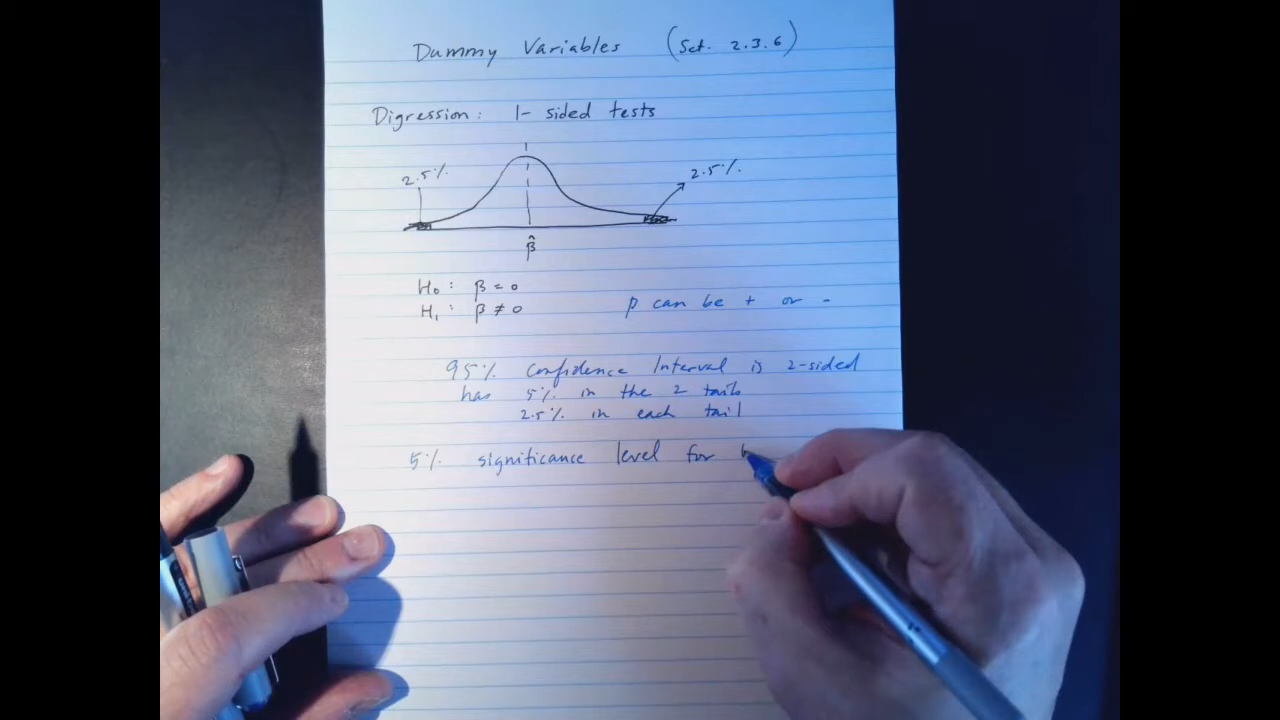 Dummy Variables (Sct. 2.3.6)
Digression: 1- sided tests
2.5% 2.5%
β̂
H₀: β = 0
H₁: β ≠ 0 β can be + or -
95% Confidence Interval is 2-sided
has 5% in the 2 tails
2.5% in each tail
5% significance level for